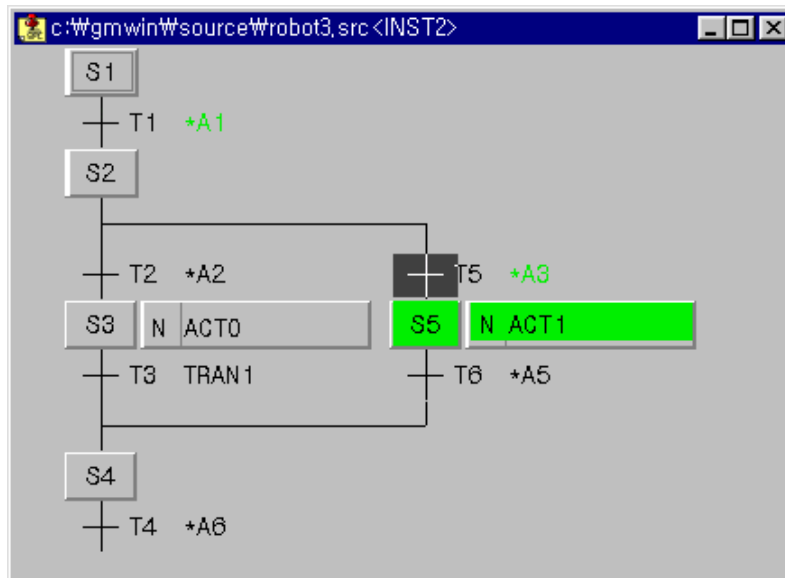 c:₩gmwin₩source₩robot3.src<INST2>
S1
T1 *A1
S2
T2 *A2 T5 *A3
S3 N ACT0 S5 N ACT1
T3 TRAN1 T6 *A5
S4
T4 *A6